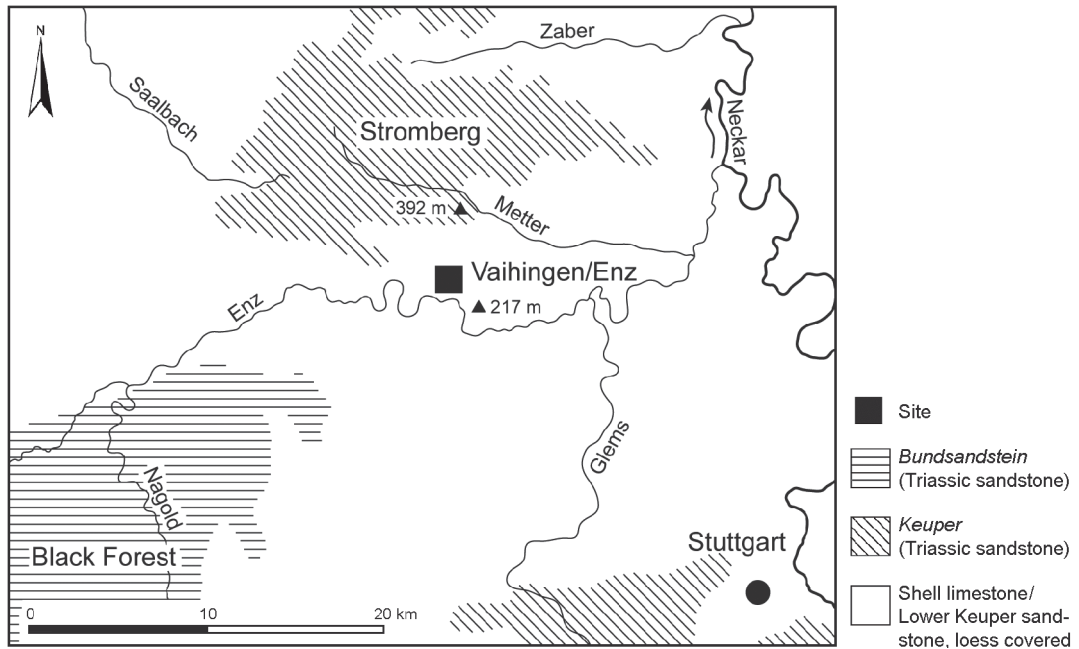 N
Zaber
Saalbach
Stromberg
Neckar
392 m
Metter
Vaihingen/Enz
Enz
217 m
Glems
Nagold
Black Forest
Stuttgart
0 10 20 km
Site
Bundsandstein
(Triassic sandstone)
Keuper
(Triassic sandstone)
Shell limestone/
Lower Keuper sand-
stone, loess covered